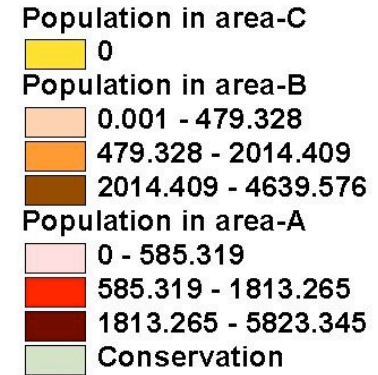 Population in area-C
0
Population in area-B
0.001 - 479.328
479.328 - 2014.409
2014.409 - 4639.576
Population in area-A
0 - 585.319
585.319 - 1813.265
1813.265 - 5823.345
Conservation